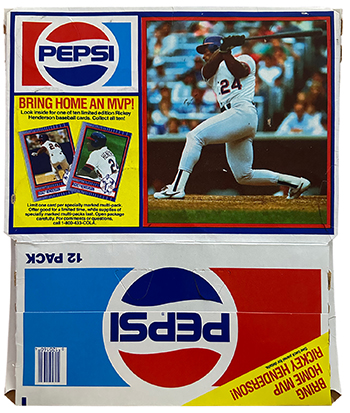 PEPSI
BRING HOME AN MVP!
Look inside for one of ten limited edition Rickey
Henderson baseball cards. Collect all ten!
24
Limit one card per specially marked multi-pack.
Offer good for a limited time, while supplies of
specially marked multi-packs last. Open package
carefully. For comments or questions,
call 1-800-433-COLA.
12 PACK
PEPSI
BRING HOME MVP
RICKEY HENDERSON!